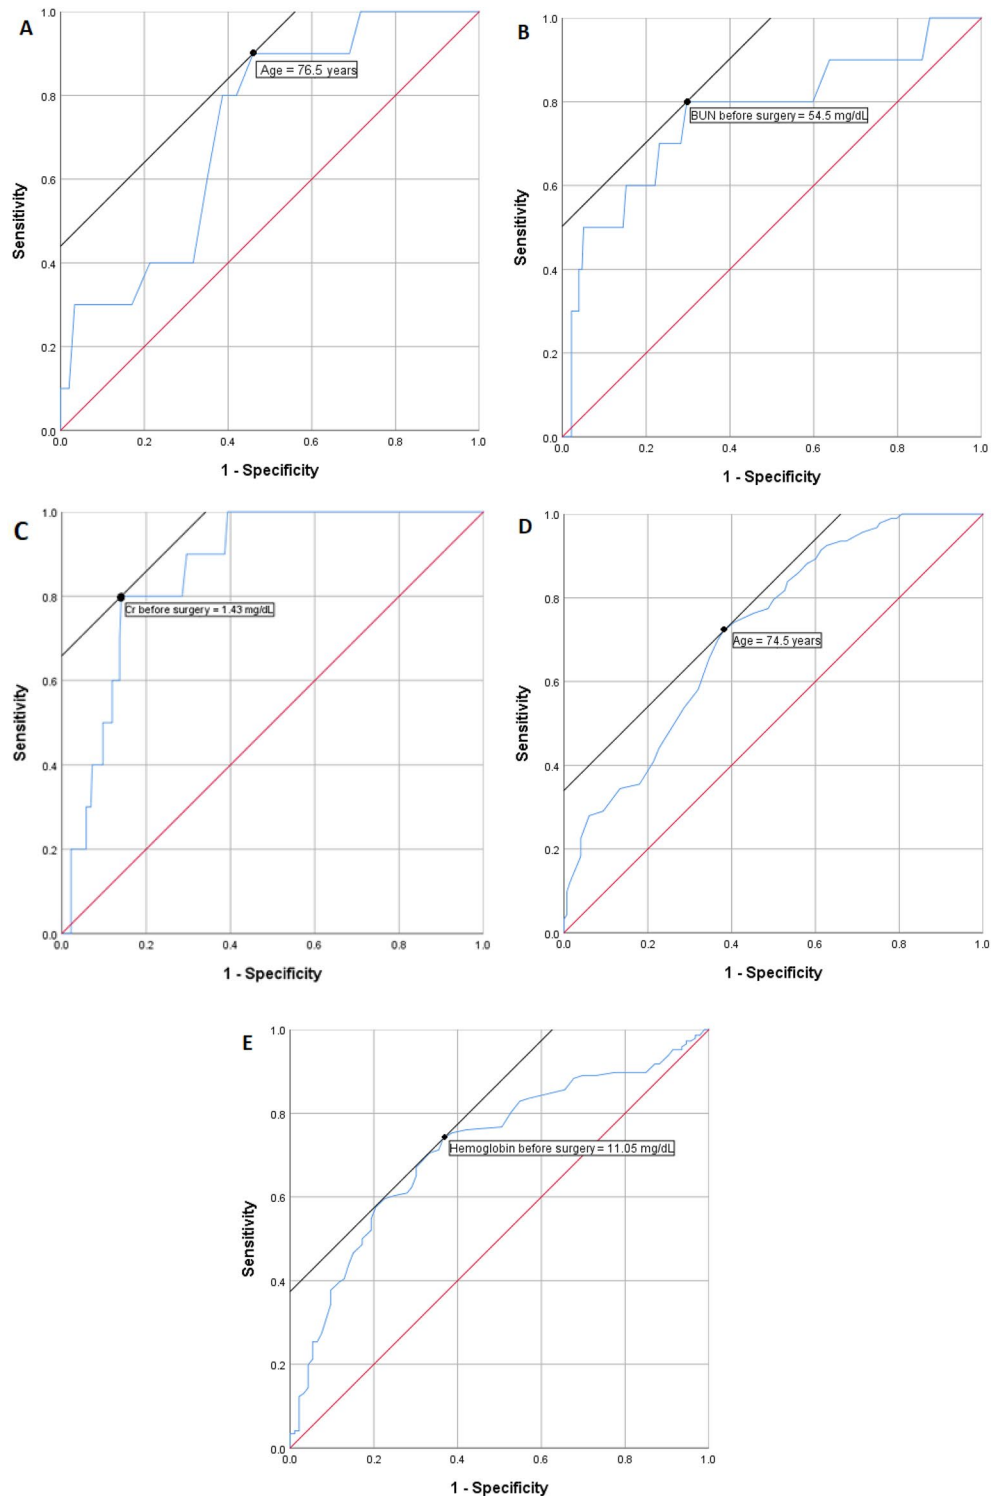 A
1.0
0.8
0.6
0.4
0.2
0.0
Sensitivity
Age = 76.5 years
0.0 0.2 0.4 0.6 0.8 1.0
1 - Specificity
B
1.0
0.8
0.6
0.4
0.2
0.0
Sensitivity
BUN before surgery = 54.5 mg/dL
0.0 0.2 0.4 0.6 0.8 1.0
1 - Specificity
C
1.0
0.8
0.6
0.4
0.2
0.0
Sensitivity
Cr before surgery = 1.43 mg/dL
0.0 0.2 0.4 0.6 0.8 1.0
1 - Specificity
D
1.0
0.8
0.6
0.4
0.2
0.0
Sensitivity
Age = 74.5 years
0.0 0.2 0.4 0.6 0.8 1.0
1 - Specificity
E
1.0
0.8
0.6
0.4
0.2
0.0
Sensitivity
Hemoglobin before surgery = 11.05 mg/dL
0.0 0.2 0.4 0.6 0.8 1.0
1 - Specificity